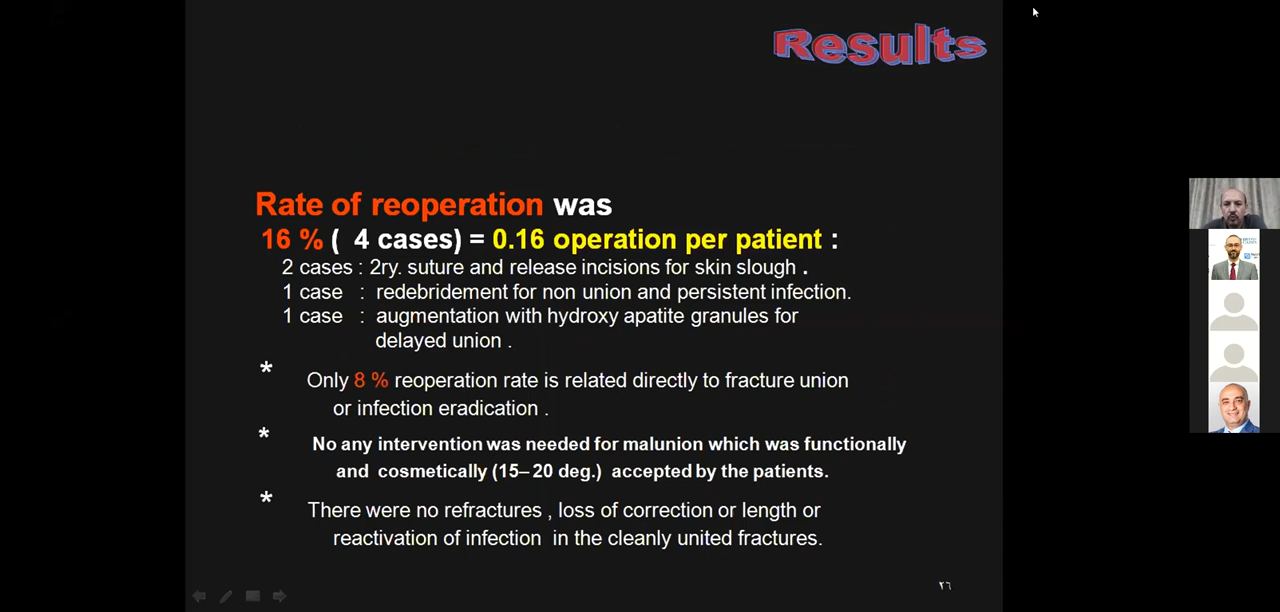 Results
Rate of reoperation was
16 % ( 4 cases) = 0.16 operation per patient :
2 cases : 2ry. suture and release incisions for skin slough .
1 case : redebridement for non union and persistent infection.
1 case : augmentation with hydroxy apatite granules for
delayed union .
* Only 8 % reoperation rate is related directly to fracture union
or infection eradication .
* No any intervention was needed for malunion which was functionally
and cosmetically (15– 20 deg.) accepted by the patients.
* There were no refractures , loss of correction or length or
reactivation of infection in the cleanly united fractures.
٢٦